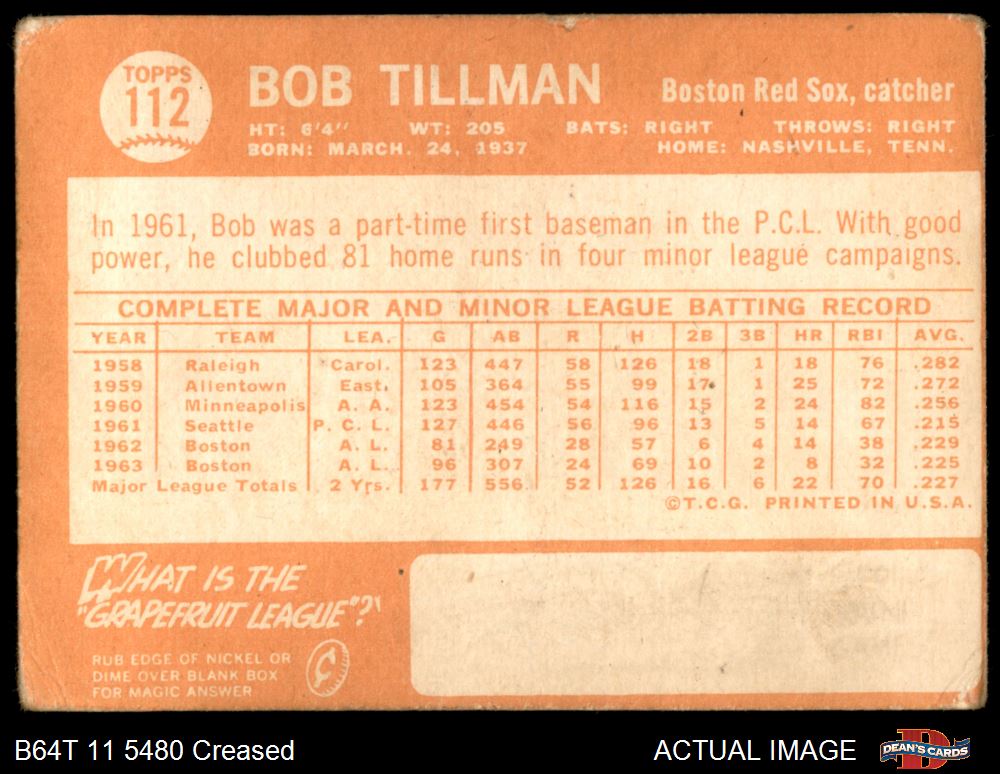 TOPPS
112
BOB TILLMAN
Boston Red Sox, catcher
HT: 6'4" WT: 205 BATS: RIGHT THROWS: RIGHT
BORN: MARCH. 24, 1937 HOME: NASHVILLE, TENN.
In 1961, Bob was a part-time first baseman in the P.C.L. With good
power, he clubbed 81 home runs in four minor league campaigns.
COMPLETE MAJOR AND MINOR LEAGUE BATTING RECORD
YEAR TEAM LEA. G AB R H 2B 3B HR RBI AVG.
1958 Raleigh Carol. 123 447 58 126 18 1 18 76 .282
1959 Allentown East. 105 364 55 99 17 1 25 72 .272
1960 Minneapolis A. A. 123 454 54 116 15 2 24 82 .256
1961 Seattle P. C. L. 127 446 56 96 13 5 14 67 .215
1962 Boston A. L. 81 249 28 57 6 4 14 38 .229
1963 Boston A. L. 96 307 24 69 10 2 8 32 .225
Major League Totals 2 Yrs. 177 556 52 126 16 6 22 70 .227
©T.C.G. PRINTED IN U.S.A.
WHAT IS THE
"GRAPEFRUIT LEAGUE"?
RUB EDGE OF NICKEL OR
DIME OVER BLANK BOX
FOR MAGIC ANSWER
B64T 11 5480 Creased
ACTUAL IMAGE
DEAN'S CARDS